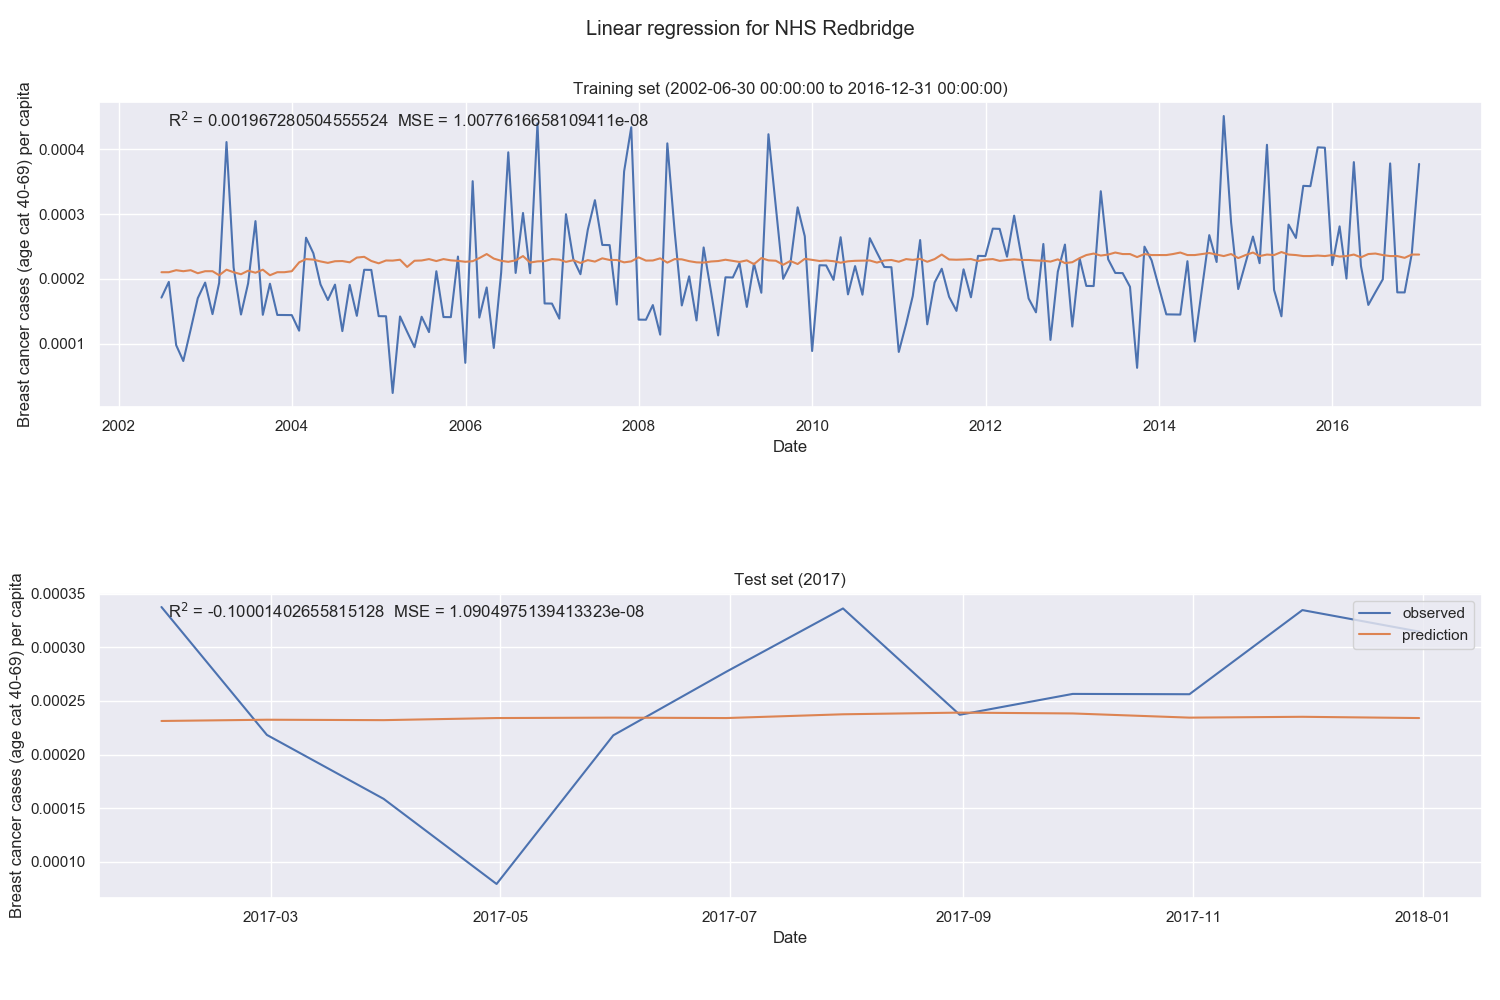 Linear regression for NHS Redbridge
Training set (2002-06-30 00:00:00 to 2016-12-31 00:00:00)
R² = 0.001967280504555524 MSE = 1.0077616658109411e-08
Breast cancer cases (age cat 40-69) per capita
0.0004
0.0003
0.0002
0.0001
2002 2004 2006 2008 2010 2012 2014 2016
Date
Test set (2017)
R² = -0.10001402655815128 MSE = 1.0904975139413323e-08
observed
prediction
Breast cancer cases (age cat 40-69) per capita
0.00035
0.00030
0.00025
0.00020
0.00015
0.00010
2017-03 2017-05 2017-07 2017-09 2017-11 2018-01
Date